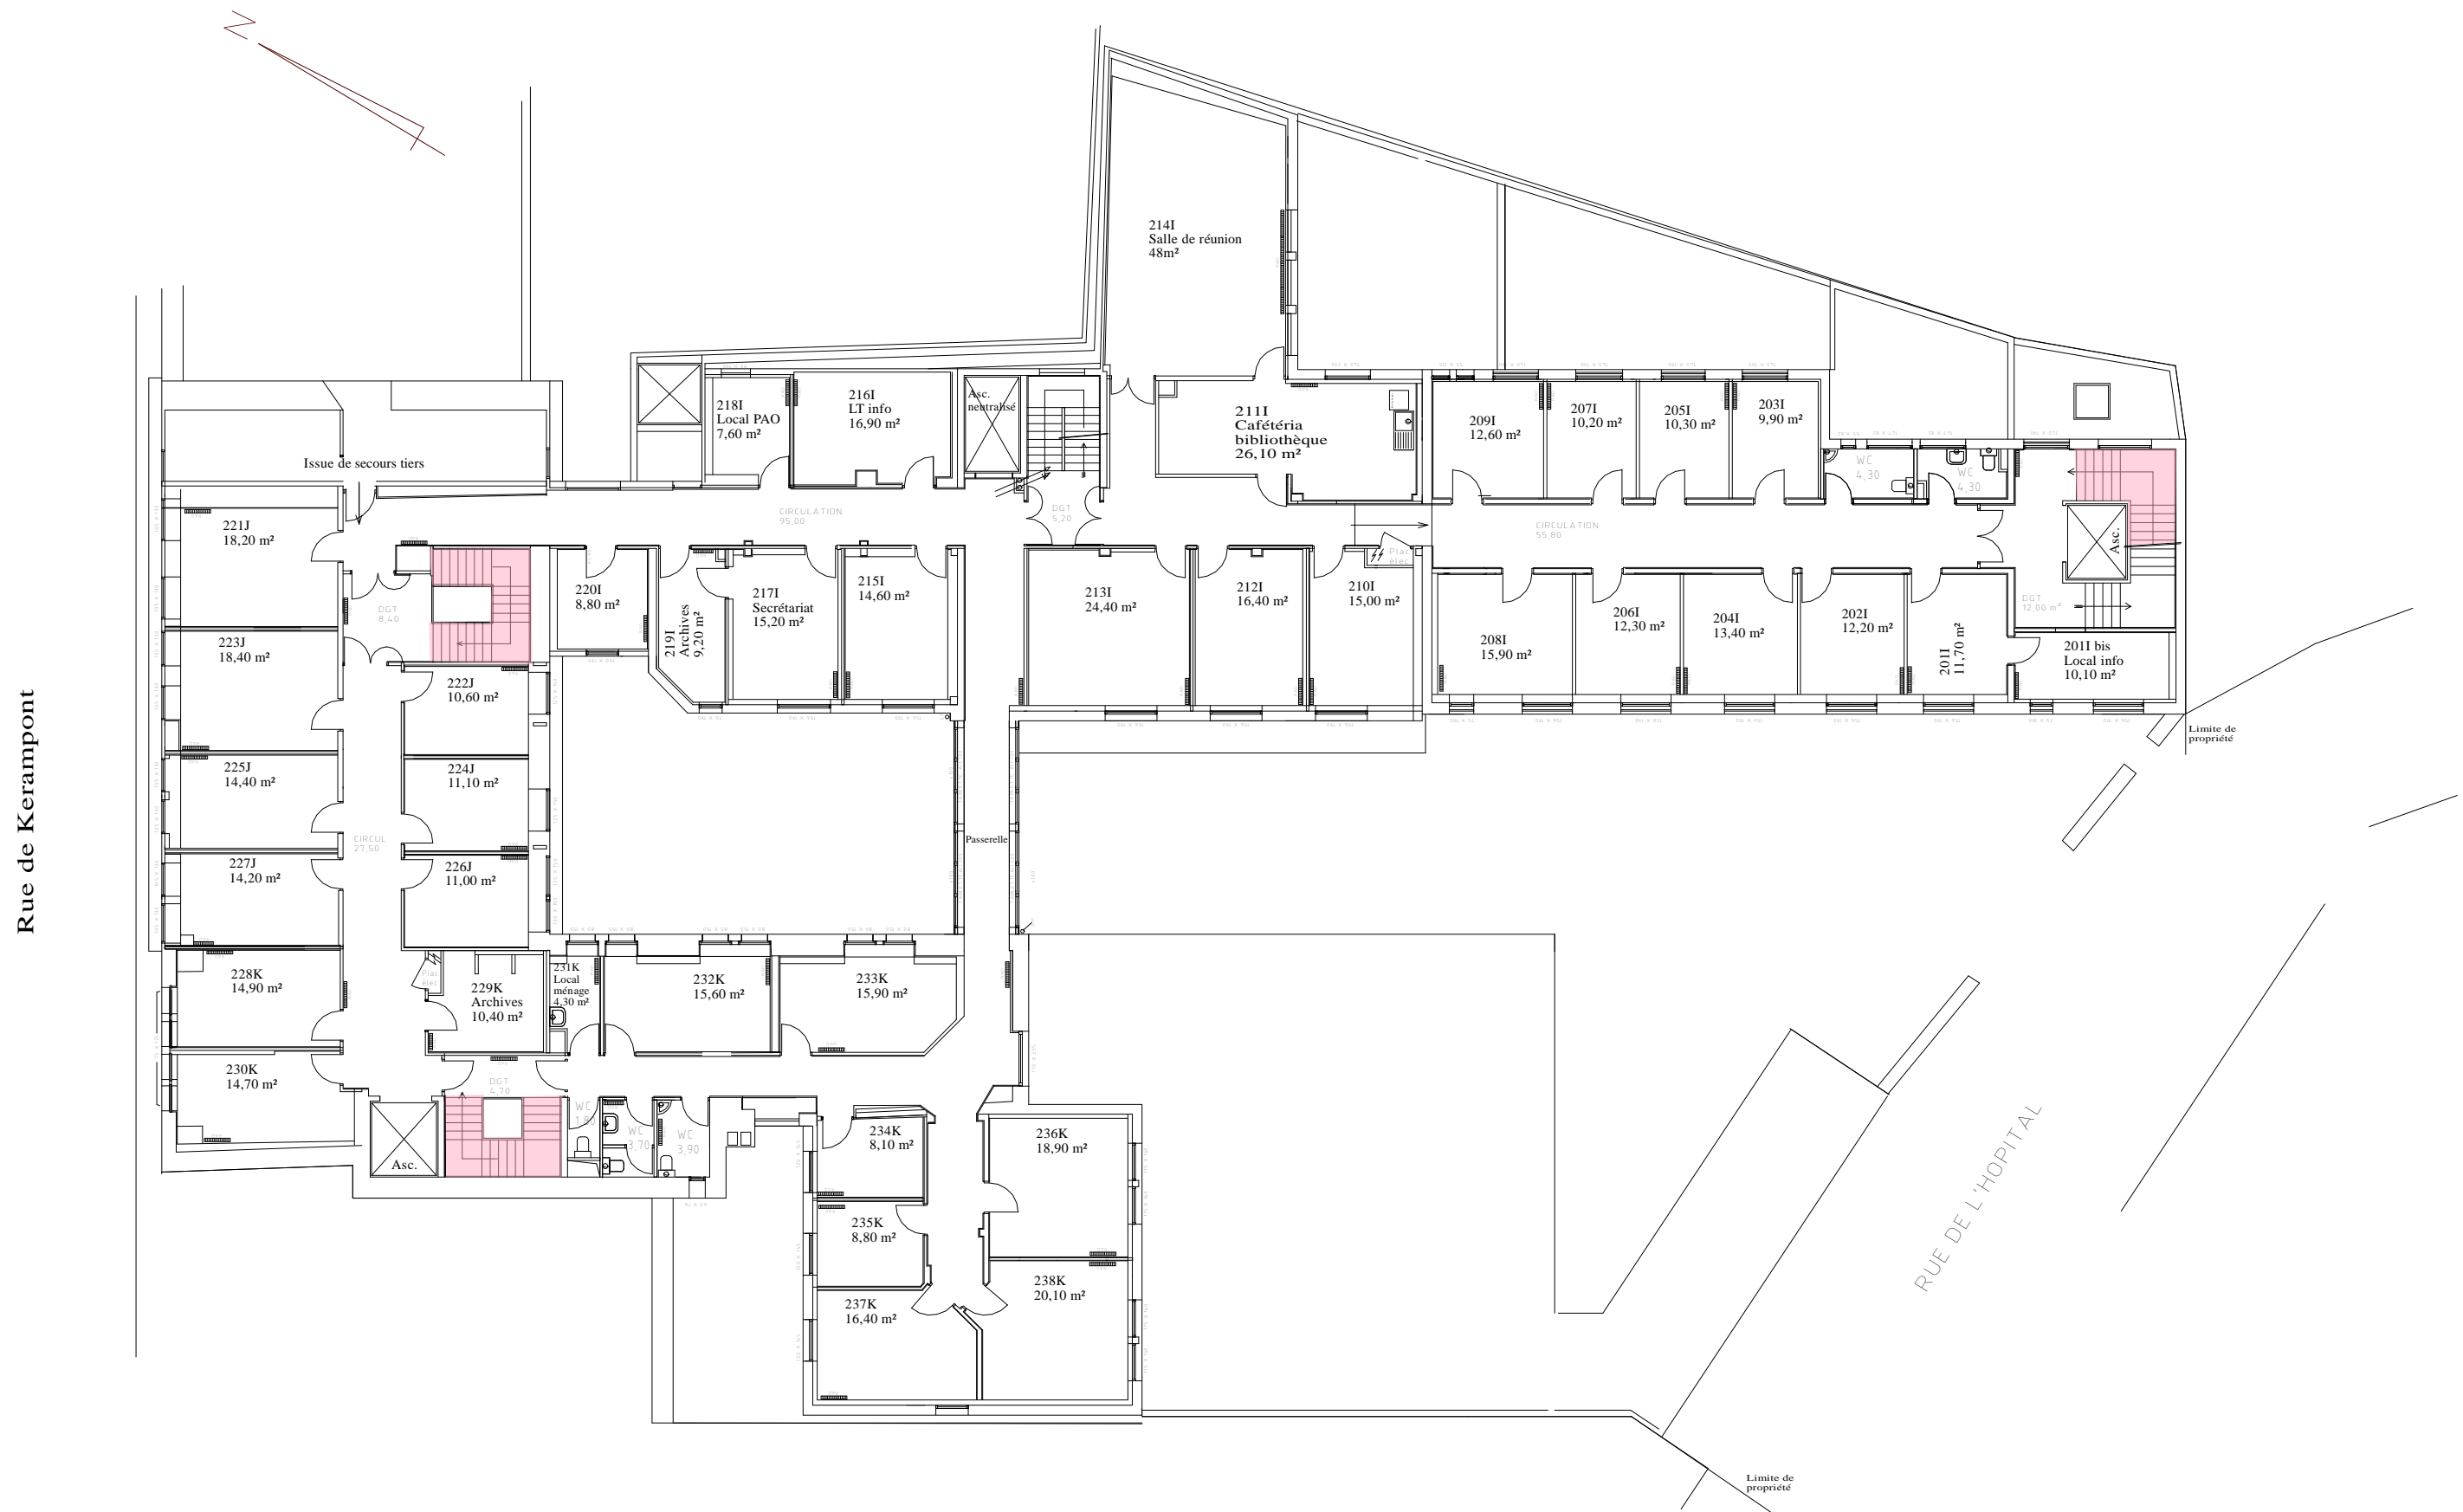 214I
Salle de réunion
48m²
218I
Local PAO
7,60 m²
216I
LT info
16,90 m²
Asc.
neutralisé
211I
Cafétéria
bibliothèque
26,10 m²
209I
12,60 m²
207I
10,20 m²
205I
10,30 m²
203I
9,90 m²
WC
4,30
WC
4,30
Issue de secours tiers
CIRCULATION
95,00
DGT
5,20
CIRCULATION
55,80
Asc.
221J
18,20 m²
DGT
8,40
220I
8,80 m²
219I
Archives
9,20 m²
217I
Secrétariat
15,20 m²
215I
14,60 m²
213I
24,40 m²
212I
16,40 m²
210I
15,00 m²
Plac
élec
208I
15,90 m²
206I
12,30 m²
204I
13,40 m²
202I
12,20 m²
201I
11,70 m²
DGT
12,00 m²
201I bis
Local info
10,10 m²
Limite de
propriété
223J
18,40 m²
222J
10,60 m²
225J
14,40 m²
224J
11,10 m²
CIRCUL
27,50
Passerelle
227J
14,20 m²
226J
11,00 m²
Rue de Kerampont
228K
14,90 m²
Plac
élec
229K
Archives
10,40 m²
231K
Local
ménage
4,30 m²
232K
15,60 m²
233K
15,90 m²
230K
14,70 m²
DGT
4,70
WC
1,80
WC
3,70
WC
3,90
Asc.
234K
8,10 m²
236K
18,90 m²
235K
8,80 m²
237K
16,40 m²
238K
20,10 m²
RUE DE L'HOPITAL
Limite de
propriété